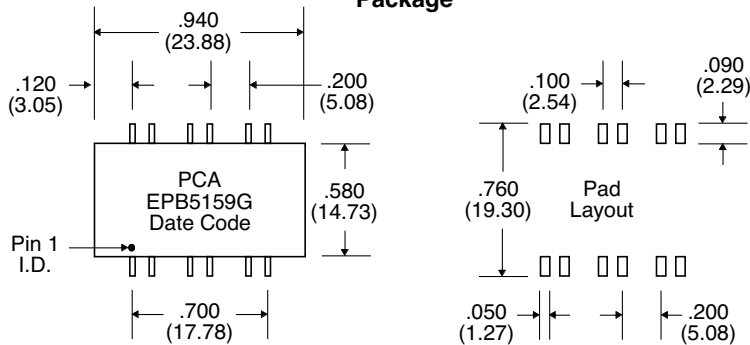 Package
.940
(23.88)
.120
(3.05)
.200
(5.08)
PCA
EPB5159G
Date Code
.580
(14.73)
Pin 1
I.D.
.700
(17.78)
.100
(2.54)
.090
(2.29)
.760
(19.30)
Pad
Layout
.050
(1.27)
.200
(5.08)